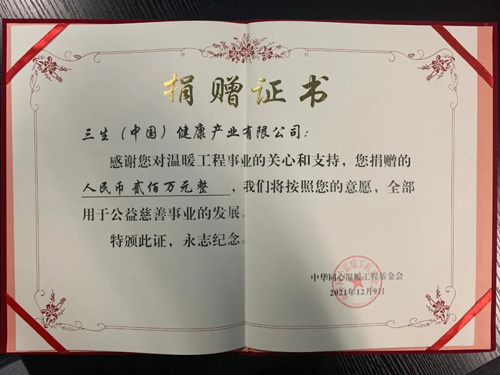 捐赠证书
三生（中国）健康产业有限公司：
感谢您对温暖工程事业的关心和支持，您捐赠的
人民币贰佰万元整，我们将按照您的意愿，全部
用于公益慈善事业的发展。
特颁此证，永志纪念。
中华同心温暖工程基金会
2021年12月9日